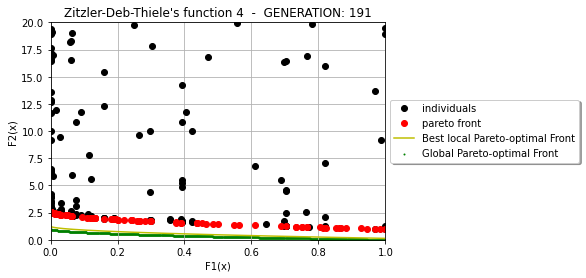 Zitzler-Deb-Thiele's function 4 - GENERATION: 191
F2(x)
20.0
17.5
15.0
12.5
10.0
7.5
5.0
2.5
0.0
0.0 0.2 0.4 0.6 0.8 1.0
F1(x)
individuals
pareto front
Best local Pareto-optimal Front
Global Pareto-optimal Front